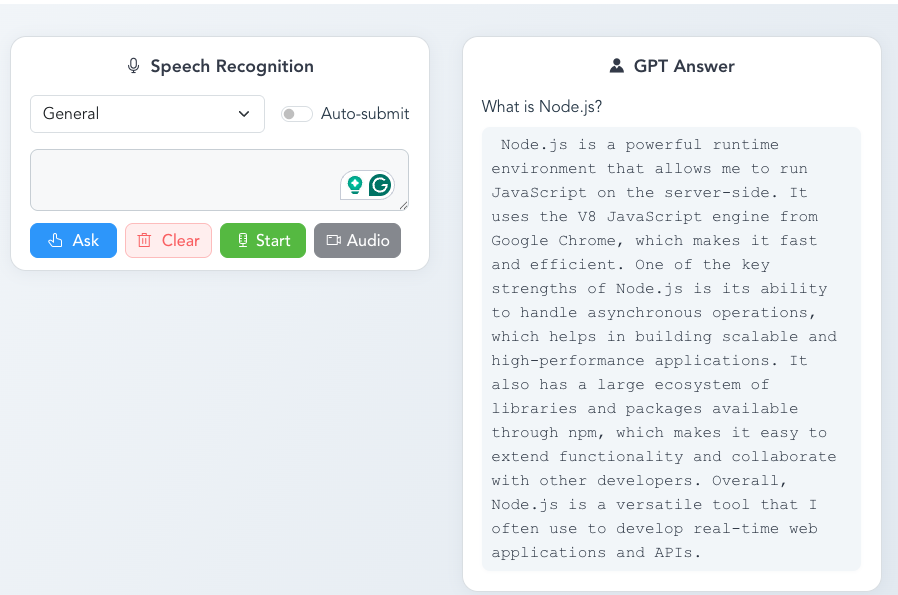 Speech Recognition
General
Auto-submit
Ask
Clear
Start
Audio
GPT Answer
What is Node.js?
Node.js is a powerful runtime
environment that allows me to run
JavaScript on the server-side. It
uses the V8 JavaScript engine from
Google Chrome, which makes it fast
and efficient. One of the key
strengths of Node.js is its ability
to handle asynchronous operations,
which helps in building scalable and
high-performance applications. It
also has a large ecosystem of
libraries and packages available
through npm, which makes it easy to
extend functionality and collaborate
with other developers. Overall,
Node.js is a versatile tool that I
often use to develop real-time web
applications and APIs.